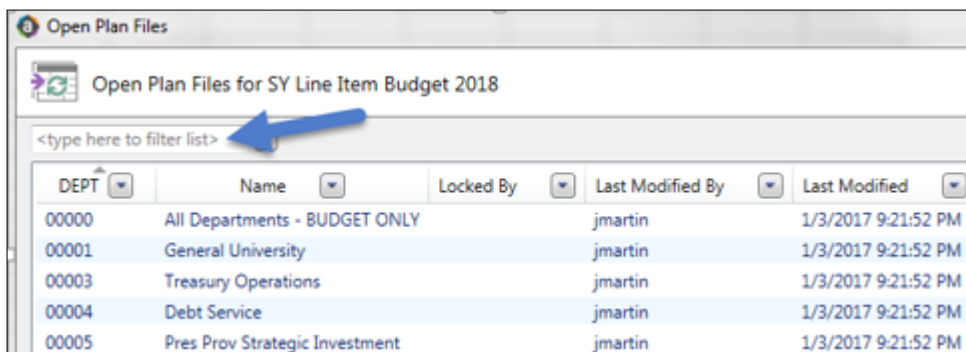 Open Plan Files
Open Plan Files for SY Line Item Budget 2018
<type here to filter list>
DEPT Name Locked By Last Modified By Last Modified
00000 All Departments - BUDGET ONLY jmartin 1/3/2017 9:21:52 PM
00001 General University jmartin 1/3/2017 9:21:52 PM
00003 Treasury Operations jmartin 1/3/2017 9:21:52 PM
00004 Debt Service jmartin 1/3/2017 9:21:52 PM
00005 Pres Prov Strategic Investment jmartin 1/3/2017 9:21:52 PM